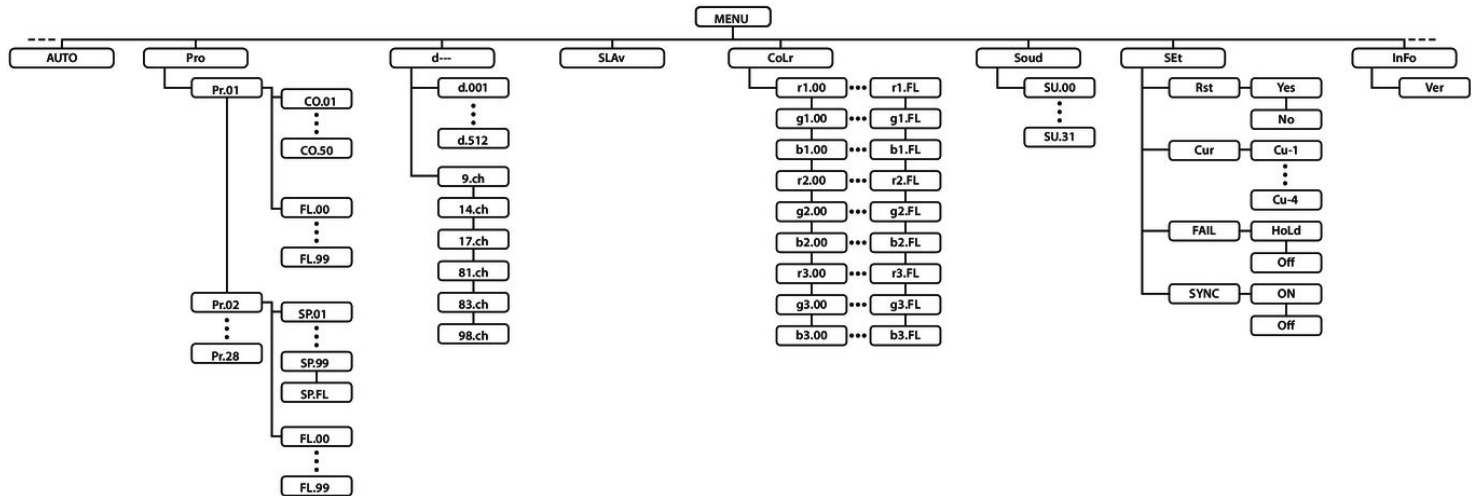 MENU
AUTO
Pro
d---
SLAv
CoLr
Soud
SEt
InFo
Pr.01
CO.01
CO.50
FL.00
FL.99
Pr.02
Pr.28
SP.01
SP.99
SP.FL
FL.00
FL.99
d.001
d.512
9.ch
14.ch
17.ch
81.ch
83.ch
98.ch
r1.00 r1.FL
g1.00 g1.FL
b1.00 b1.FL
r2.00 r2.FL
g2.00 g2.FL
b2.00 b2.FL
r3.00 r3.FL
g3.00 g3.FL
b3.00 b3.FL
SU.00
SU.31
Rst
Yes
No
Cur
Cu-1
Cu-4
FAIL
HoLd
Off
SYNC
ON
Off
Ver